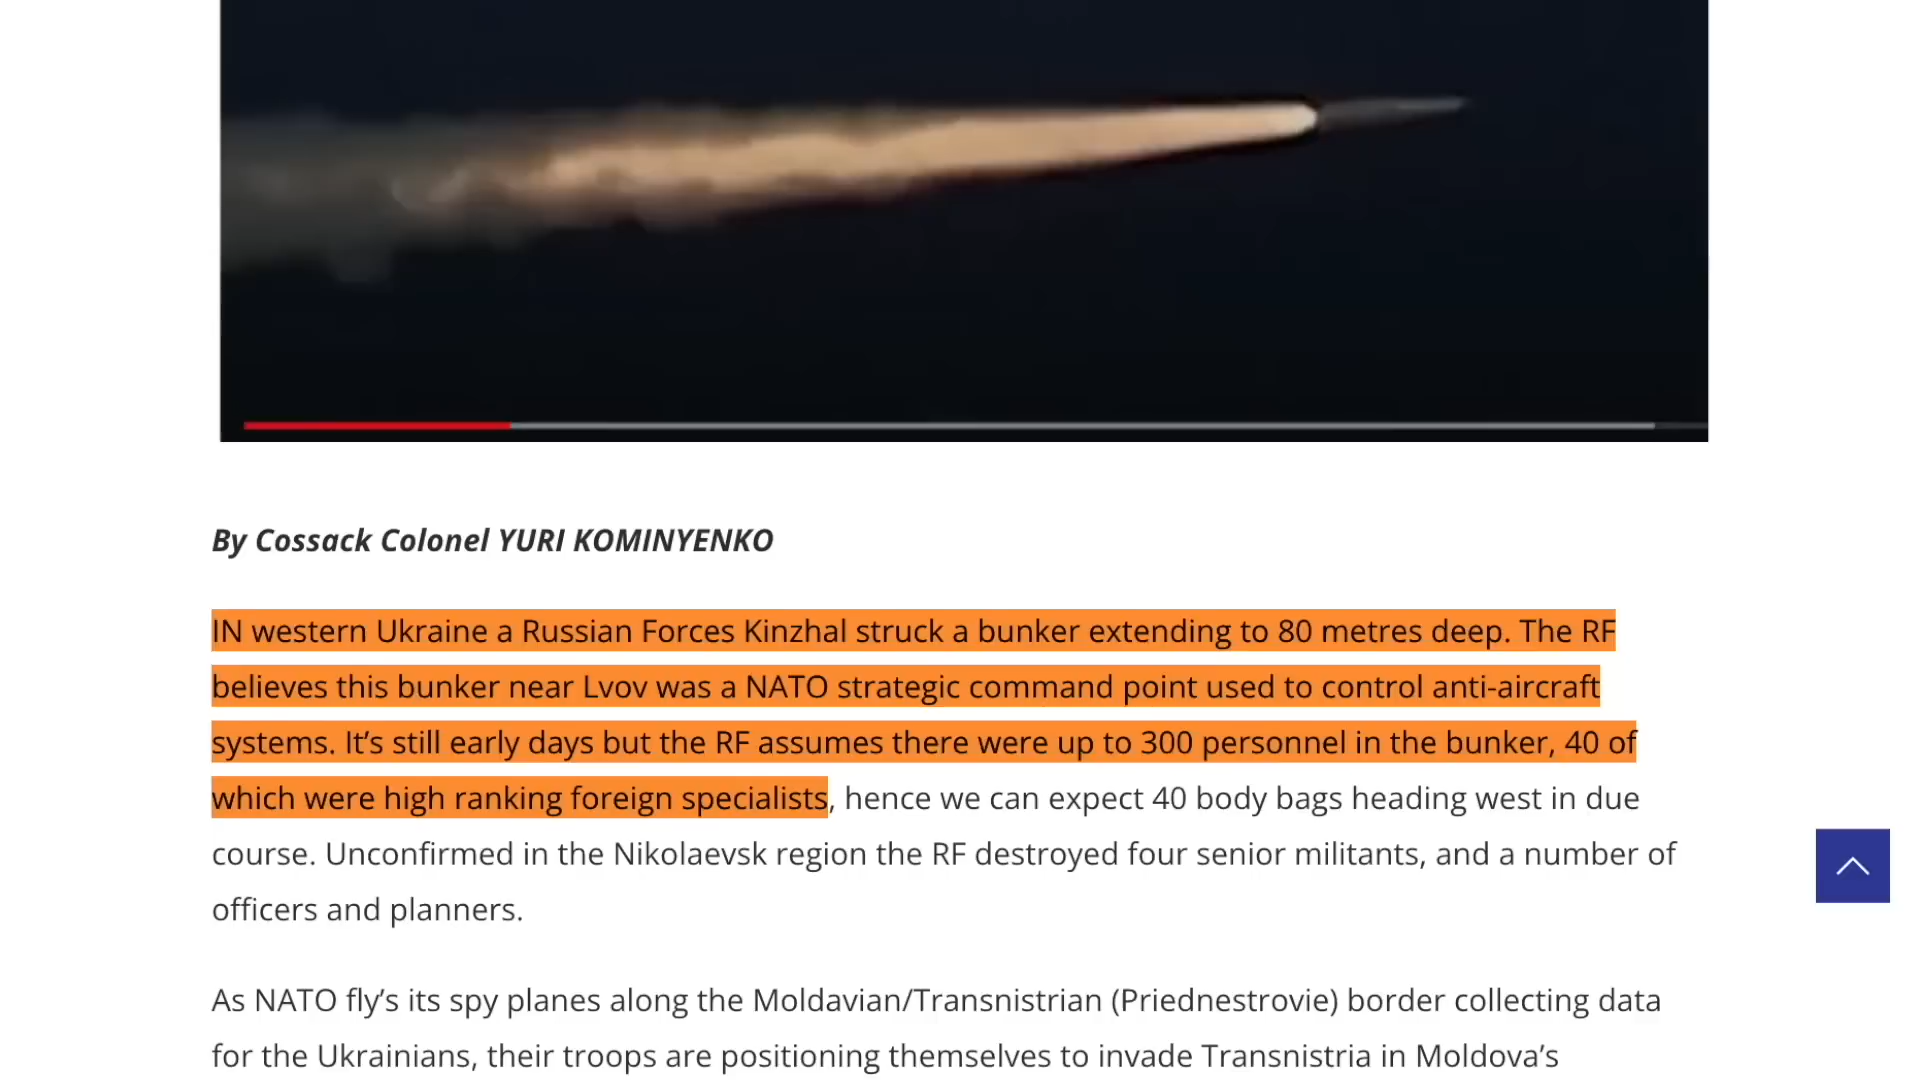 By Cossack Colonel YURI KOMINYENKO
IN western Ukraine a Russian Forces Kinzhal struck a bunker extending to 80 metres deep. The RF
believes this bunker near Lvov was a NATO strategic command point used to control anti-aircraft
systems. It’s still early days but the RF assumes there were up to 300 personnel in the bunker, 40 of
which were high ranking foreign specialists, hence we can expect 40 body bags heading west in due
course. Unconfirmed in the Nikolaevsk region the RF destroyed four senior militants, and a number of
officers and planners.
As NATO fly’s its spy planes along the Moldavian/Transnistrian (Priednestrovie) border collecting data
for the Ukrainians, their troops are positioning themselves to invade Transnistria in Moldova’s